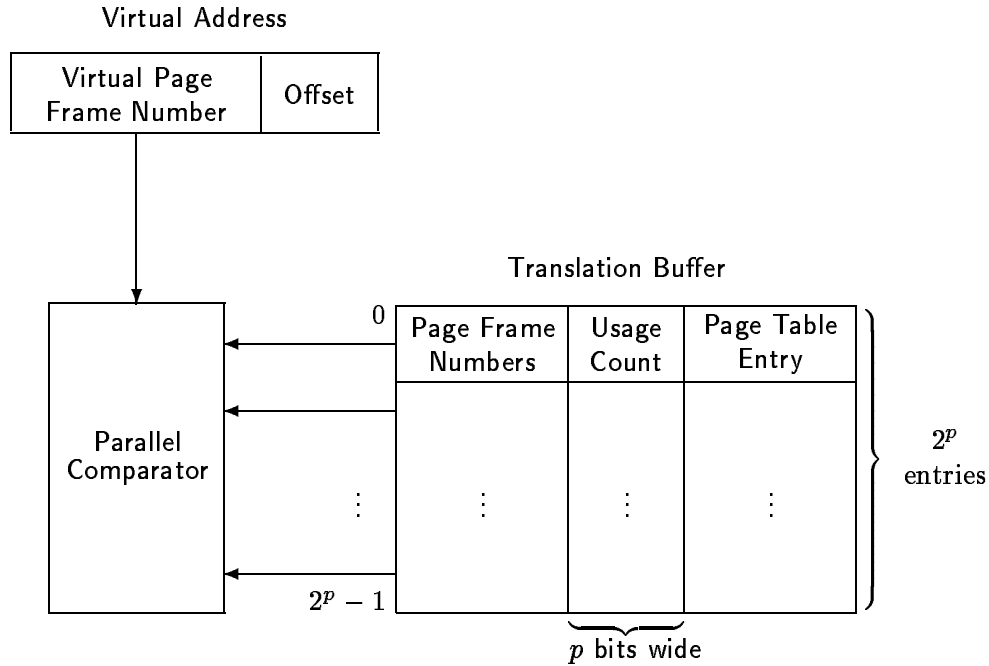 Virtual Address
Virtual Page
Frame Number
Offset
Translation Buffer
0
Page Frame
Numbers
Usage
Count
Page Table
Entry
Parallel
Comparator
2^p
entries
⋮ ⋮ ⋮ ⋮
2^p − 1
p bits wide